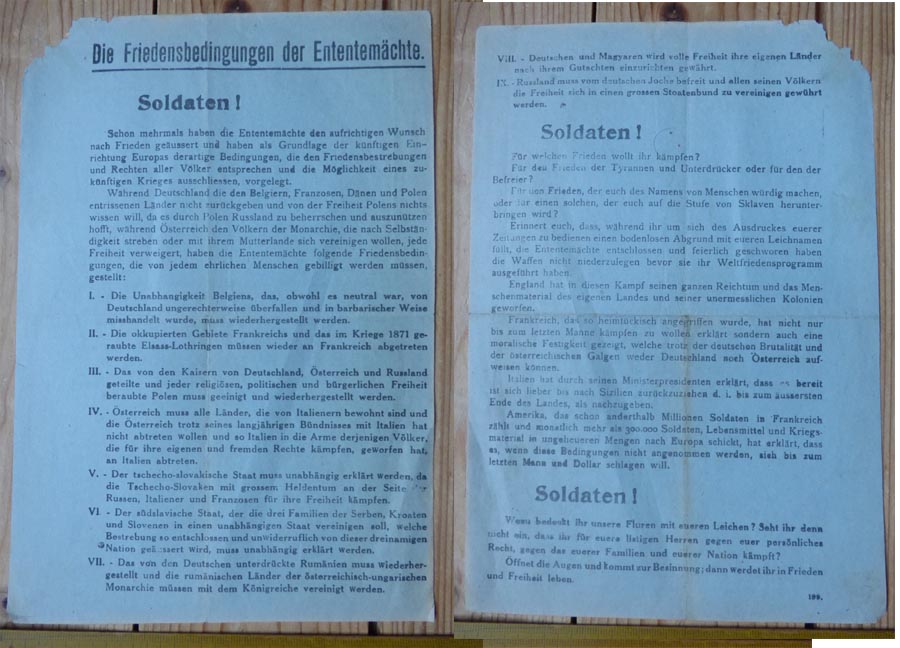 Die Friedensbedingungen der Ententemächte.
Soldaten !
Schon mehrmals haben die Ententemächte den aufrichtigen Wunsch
nach Frieden geäussert und haben als Grundlage der künftigen Ein-
richtung Europas derartige Bedingungen, die den Friedensbestrebungen
und Rechten aller Völker entsprechen und die Möglichkeit eines zu-
künftigen Krieges ausschliessen, vorgelegt.
Während Deutschland die den Belgiern, Franzosen, Dänen und Polen
entrissenen Länder nicht zurückgeben und von der Freiheit Polens nichts
wissen will, da es durch Polen Russland zu beherrschen und auszunützen
hofft, während Österreich den Völkern der Monarchie, die nach Selbstän-
digkeit streben oder mit ihrem Mutterlande sich vereinigen wollen, jede
Freiheit verweigert, haben die Ententemächte folgende Friedensbedin-
gungen, die von jedem ehrlichen Menschen gebilligt werden müssen,
gestellt:
I. - Die Unabhangigkeit Belgiens, das, obwohl es neutral war, von
Deutschland ungerechterweise überfallen und in barbarischer Weise
misshandelt wurde, muss wiederhergestellt werden.
II. - Die okkupierten Gebiete Frankreichs und das im Kriege 1871 ge-
raubte Elsass-Lothringen müssen wieder an Frankreich abgetreten
werden.
III. - Das von den Kaisern von Deutschland, Österreich und Russland
geteilte und jeder religiösen, politischen und bürgerlichen Freiheit
beraubte Polen muss geeinigt und wiederhergestellt werden.
IV. - Österreich muss alle Länder, die von Italienern bewohnt sind und
die Österreich trotz seines langjährigen Bündnisses mit Italien hat
nicht abtreten wollen und so Italien in die Arme derjenigen Völker,
die für ihre eigenen und fremden Rechte kämpfen, geworfen hat,
an Italien abtreten.
V. - Der tschecho-slovakische Staat muss unabhängig erklärt werden, da
die Tschecho-Slovaken mit grossem Heldentum an der Seite der
Russen, Italiener und Franzosen für ihre Freiheit kämpfen.
VI - Der südslavische Staat, der die drei Familien der Serben, Kroaten
und Slovenen in einen unabhängigen Staat vereinigen soll, welche
Bestrebung so entschlossen und unwiderruflich von dieser dreinamigen
Nation geäussert wird, muss unabhängig erklärt werden.
VII. - Das von den Deutschen unterdrückte Rumänien muss wiederher-
gestellt und die rumänischen Länder der österreichisch-ungarischen
Monarchie müssen mit dem Königreiche vereinigt werden.
VIII. - Deutschen und Magyaren wird volle Freiheit ihre eigenen Länder
nach ihrem Gutachten einzurichten gewährt.
IX. - Russland muss vom deutschen Joche befreit und allen seinen Völkern
die Freiheit sich in einen grossen Staatenbund zu vereinigen gewührt
werden.
Soldaten !
Für welchen Frieden wollt ihr kämpfen?
Für den Frieden der Tyrannen und Unterdrücker oder für den der
Befreier?
Für den Frieden, der euch des Namens von Menschen würdig machen,
oder für einen solchen, der euch auf die Stufe von Sklaven herunter-
bringen wird?
Erinnert euch, dass, während ihr um sich des Ausdruckes euerer
Zeitungen zu bedienen einen bodenlosen Abgrund mit eueren Leichnamen
füllt, die Ententemächte entschlossen und feierlich geschworen haben
die Waffen nicht niederzulegen bevor sie ihr Weltfriedensprogramm
ausgeführt haben.
England hat in diesen Kampf seinen ganzen Reichtum und das Men-
schenmaterial des eigenen Landes und seiner unermesslichen Kolonien
geworfen.
Frankreich, das so heimtückisch angegriffen wurde, hat nicht nur
bis zum letzten Manne kämpfen zu wollen erklärt sondern auch eine
moralische Festigkeit gezeigt, welche trotz der deutschen Brutalität und
der österreichischen Galgen weder Deutschland noch Österreich auf-
weisen können.
Italien hat durch seinen Ministerpresidenten erklärt, dass es bereit
ist sich lieber bis nach Sizilien zurückzuziehen d. i. bis zum äussersten
Ende des Landes, als nachzugeben.
Amerika, das schon anderthalb Millionen Soldaten in Frankreich
zählt und monatlich mehr als 300.000 Soldaten, Lebensmittel und Kriegs-
material in ungeheueren Mengen nach Europa schickt, hat erklärt, dass
es, wenn diese Bedingungen nicht angenommen werden, sich bis zum
letzten Mann und Dollar schlagen will.
Soldaten !
Wozu bedeckt ihr unsere Fluren mit eueren Leichen? Seht ihr denn
nicht ein, dass ihr für euere listigen Herren gegen euer persönliches
Recht, gegen das euerer Familien und euerer Nation kämpft?
Öffnet die Augen und kommt zur Besinnung; dann werdet ihr in Frieden
und Freiheit leben.
199.